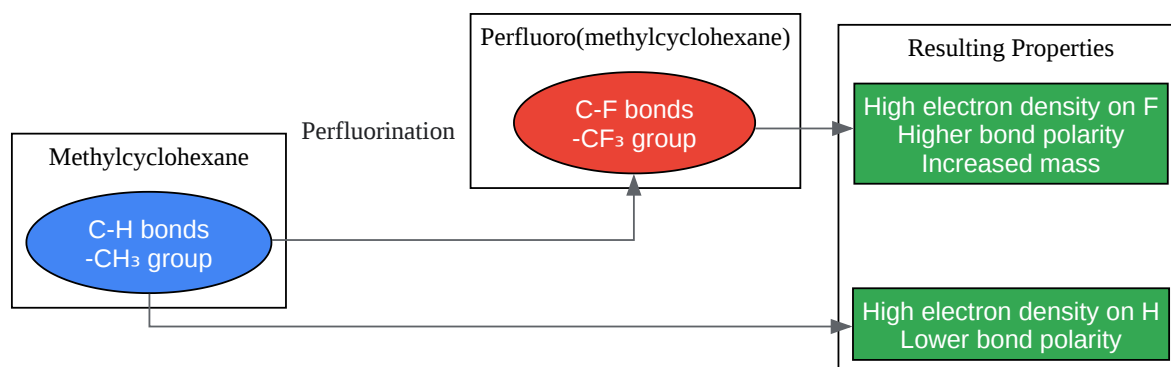 Perfluoro(methylcyclohexane)
Resulting Properties
C-F bonds
-CF₃ group
High electron density on F
Higher bond polarity
Increased mass
Perfluorination
Methylcyclohexane
C-H bonds
-CH₃ group
High electron density on H
Lower bond polarity